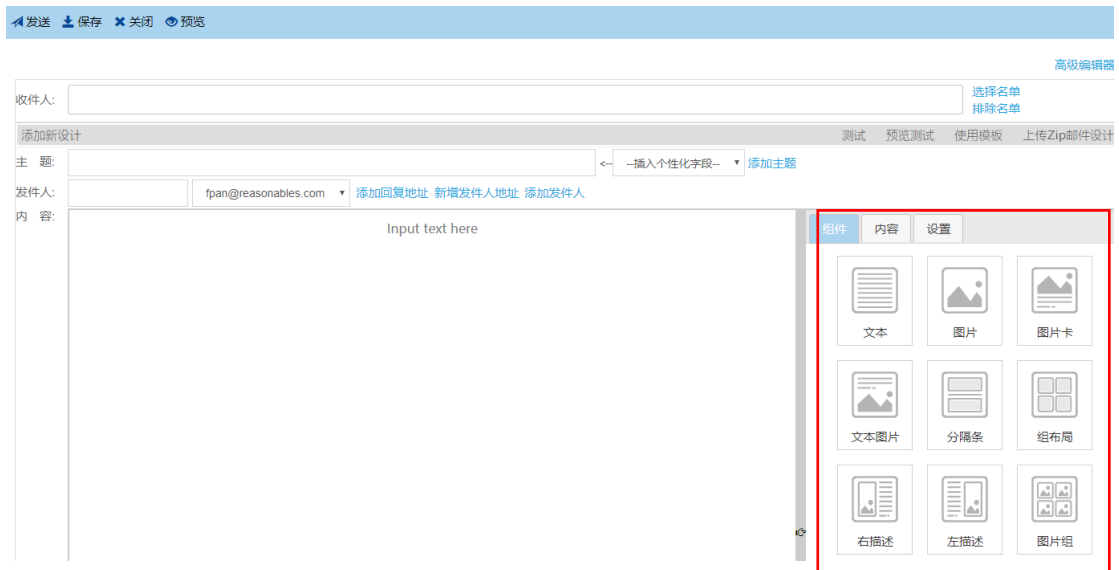 发送 保存 关闭 预览
高级编辑器
收件人: 选择名单
排除名单
添加新设计 测试 预览测试 使用模板 上传Zip邮件设计
主 题: <-- --插入个性化字段-- 添加主题
发件人: fpan@reasonables.com 添加回复地址 新增发件人地址 添加发件人
内 容: Input text here
组件 内容 设置
文本 图片 图片卡
文本图片 分隔条 组布局
右描述 左描述 图片组